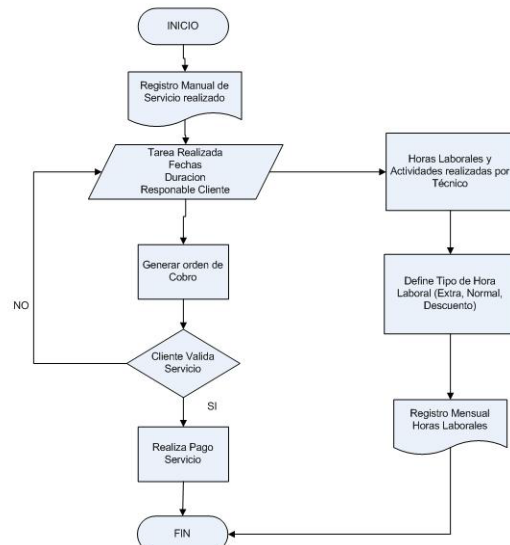 INICIO
Registro Manual de
Servicio realizado
Tarea Realizada
Fechas
Duracion
Responsable Cliente
Horas Laborales y
Actividades realizadas por
Técnico
Generar orden de
Cobro
Define Tipo de Hora
Laboral (Extra, Normal,
Descuento)
NO
Cliente Valida
Servicio
SI
Registro Mensual
Horas Laborales
Realiza Pago
Servicio
FIN